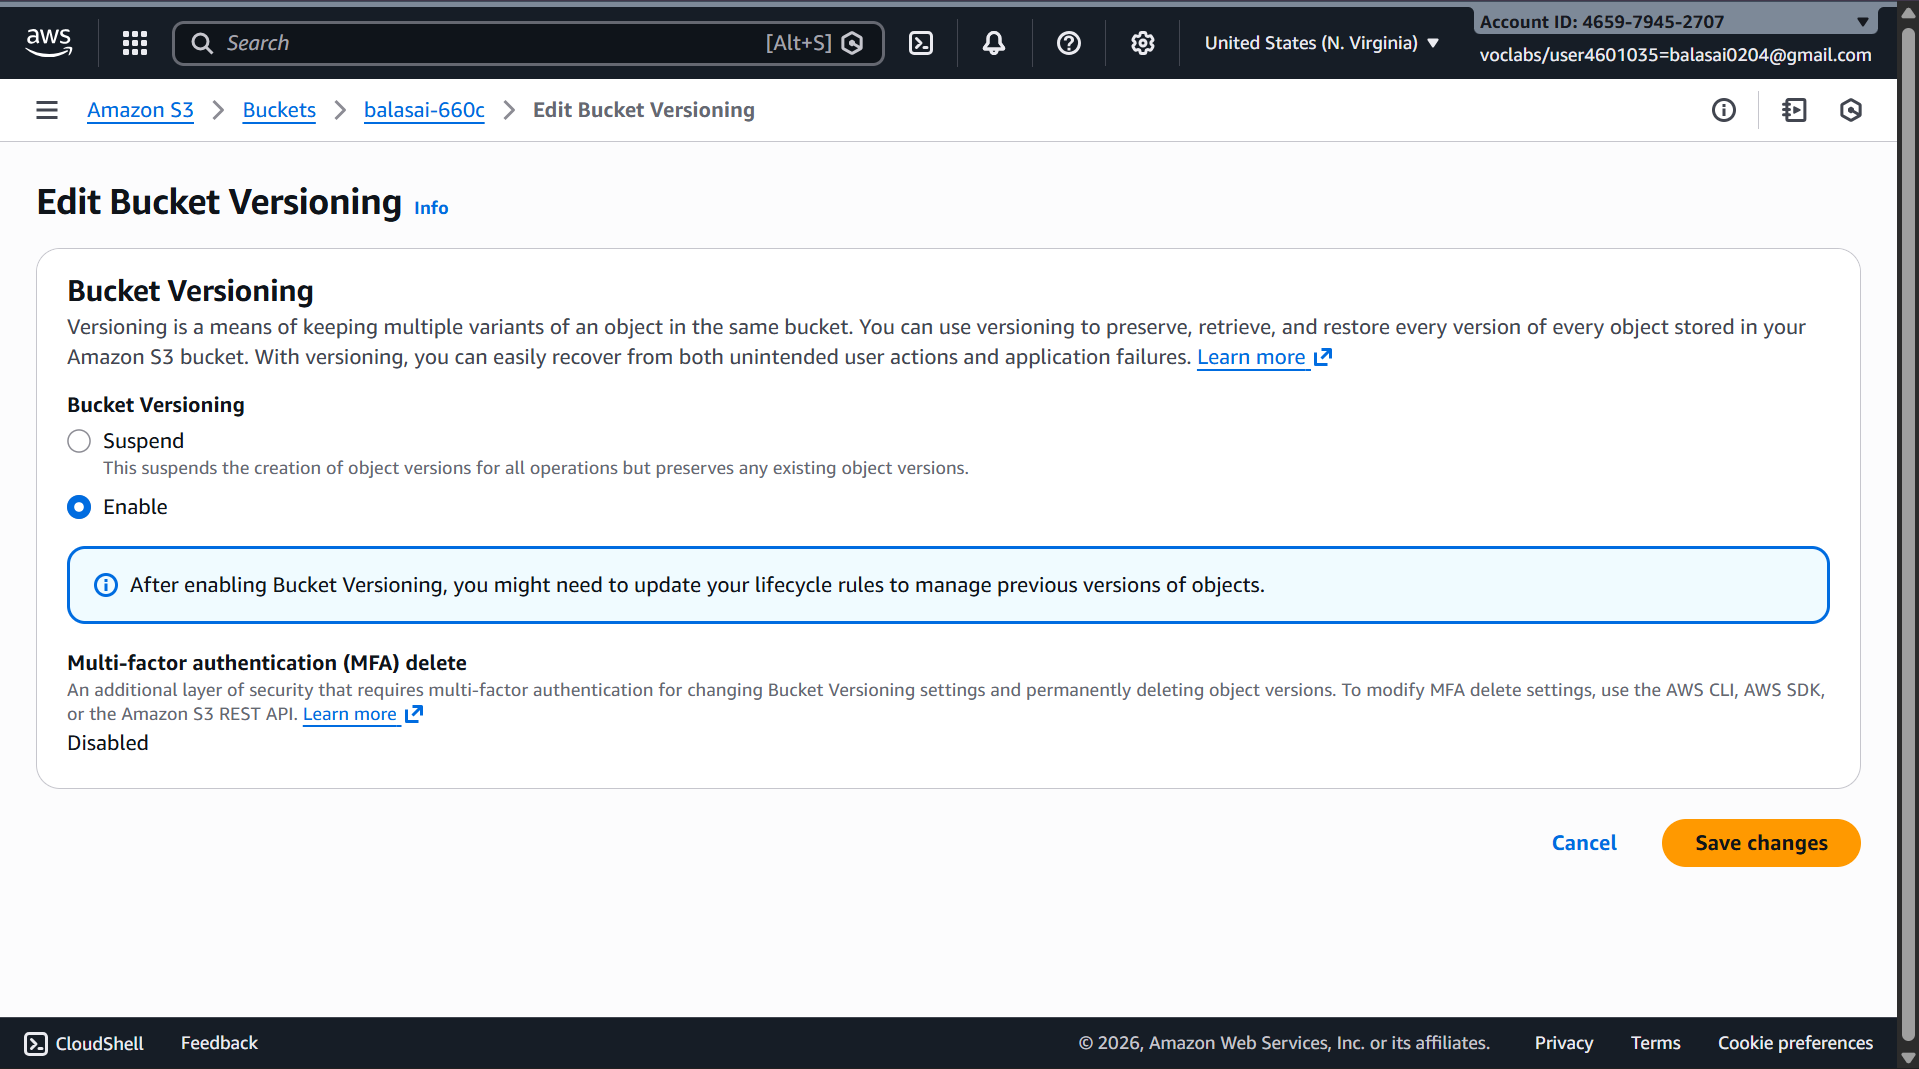 aws
Search
[Alt+S]
United States (N. Virginia)
Account ID: 4659-7945-2707
voclabs/user4601035=balasai0204@gmail.com
Amazon S3 > Buckets > balasai-660c > Edit Bucket Versioning
Edit Bucket Versioning Info
Bucket Versioning
Versioning is a means of keeping multiple variants of an object in the same bucket. You can use versioning to preserve, retrieve, and restore every version of every object stored in your
Amazon S3 bucket. With versioning, you can easily recover from both unintended user actions and application failures. Learn more
Bucket Versioning
Suspend
This suspends the creation of object versions for all operations but preserves any existing object versions.
Enable
After enabling Bucket Versioning, you might need to update your lifecycle rules to manage previous versions of objects.
Multi-factor authentication (MFA) delete
An additional layer of security that requires multi-factor authentication for changing Bucket Versioning settings and permanently deleting object versions. To modify MFA delete settings, use the AWS CLI, AWS SDK,
or the Amazon S3 REST API. Learn more
Disabled
Cancel
Save changes
CloudShell
Feedback
© 2026, Amazon Web Services, Inc. or its affiliates.
Privacy
Terms
Cookie preferences